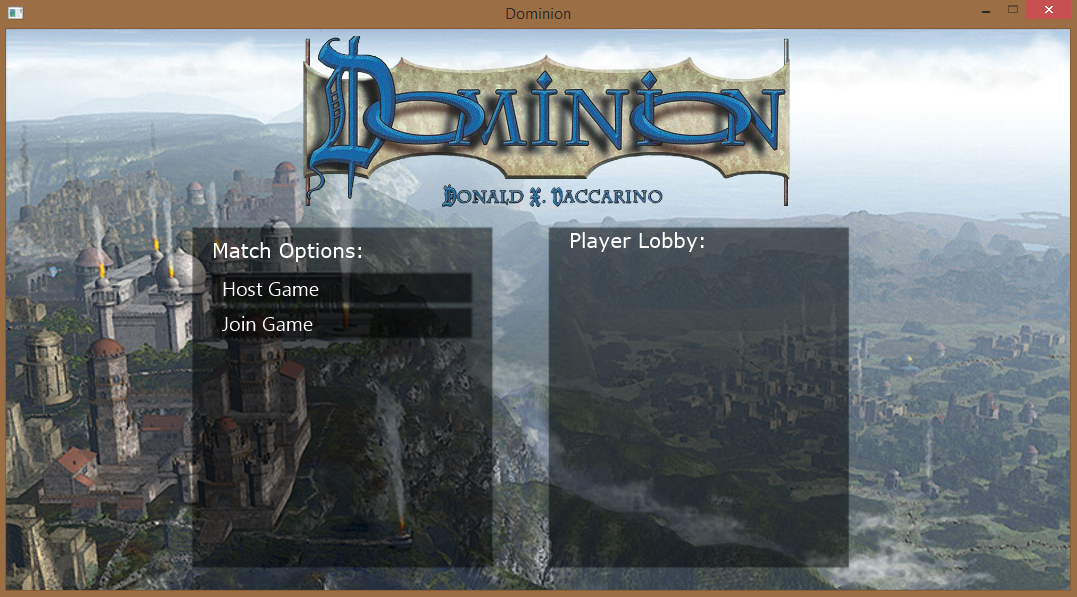 Dominion
DOMINION
DONALD X. VACCARINO
Match Options:
Host Game
Join Game
Player Lobby: